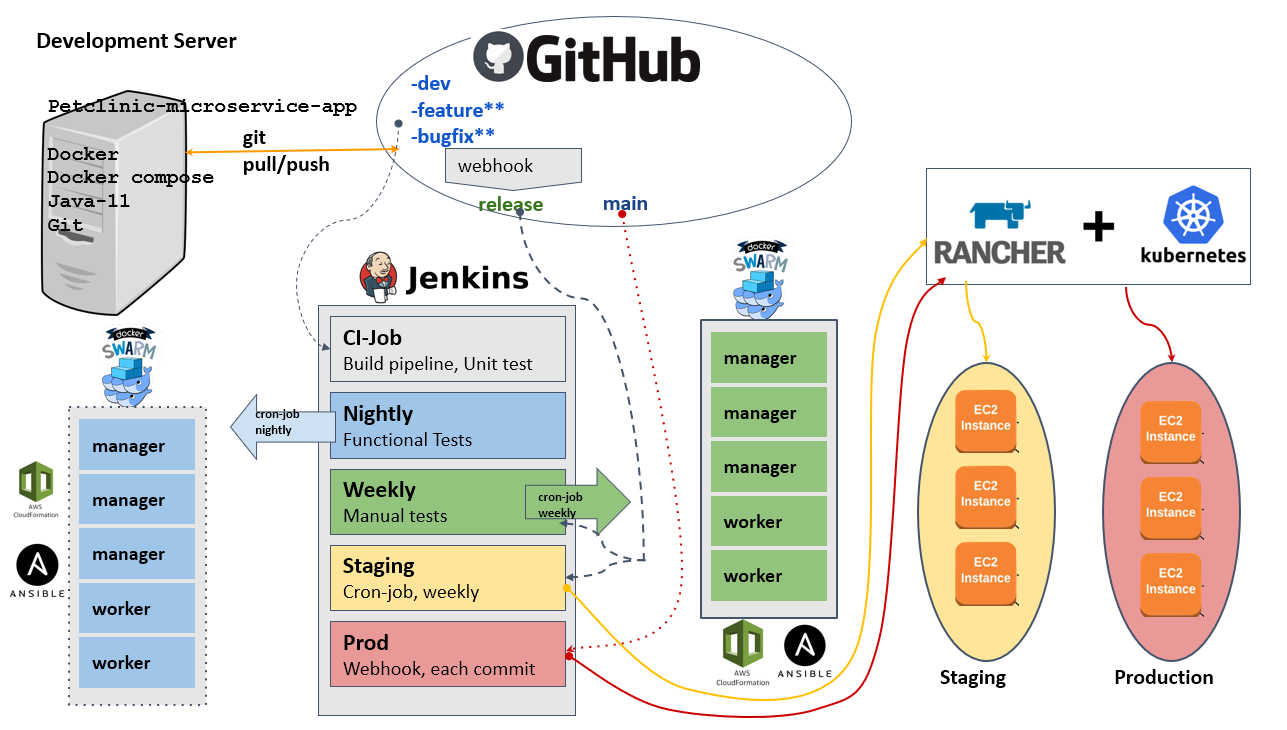 Development Server
GitHub
-dev
-feature**
-bugfix**
Petclinic-microservice-app
git
pull/push
Docker
Docker compose
Java-11
Git
webhook
release
main
RANCHER
+
kubernetes
Jenkins
docker
SWARM
CI-Job
Build pipeline, Unit test
Nightly
Functional Tests
cron-job
nightly
Weekly
Manual tests
cron-job
weekly
Staging
Cron-job, weekly
Prod
Webhook, each commit
docker
SWARM
manager
manager
manager
worker
worker
AWS
CloudFormation
ANSIBLE
manager
manager
manager
worker
worker
AWS
CloudFormation
ANSIBLE
EC2
Instance
EC2
Instance
EC2
Instance
Staging
EC2
Instance
EC2
Instance
EC2
Instance
Production